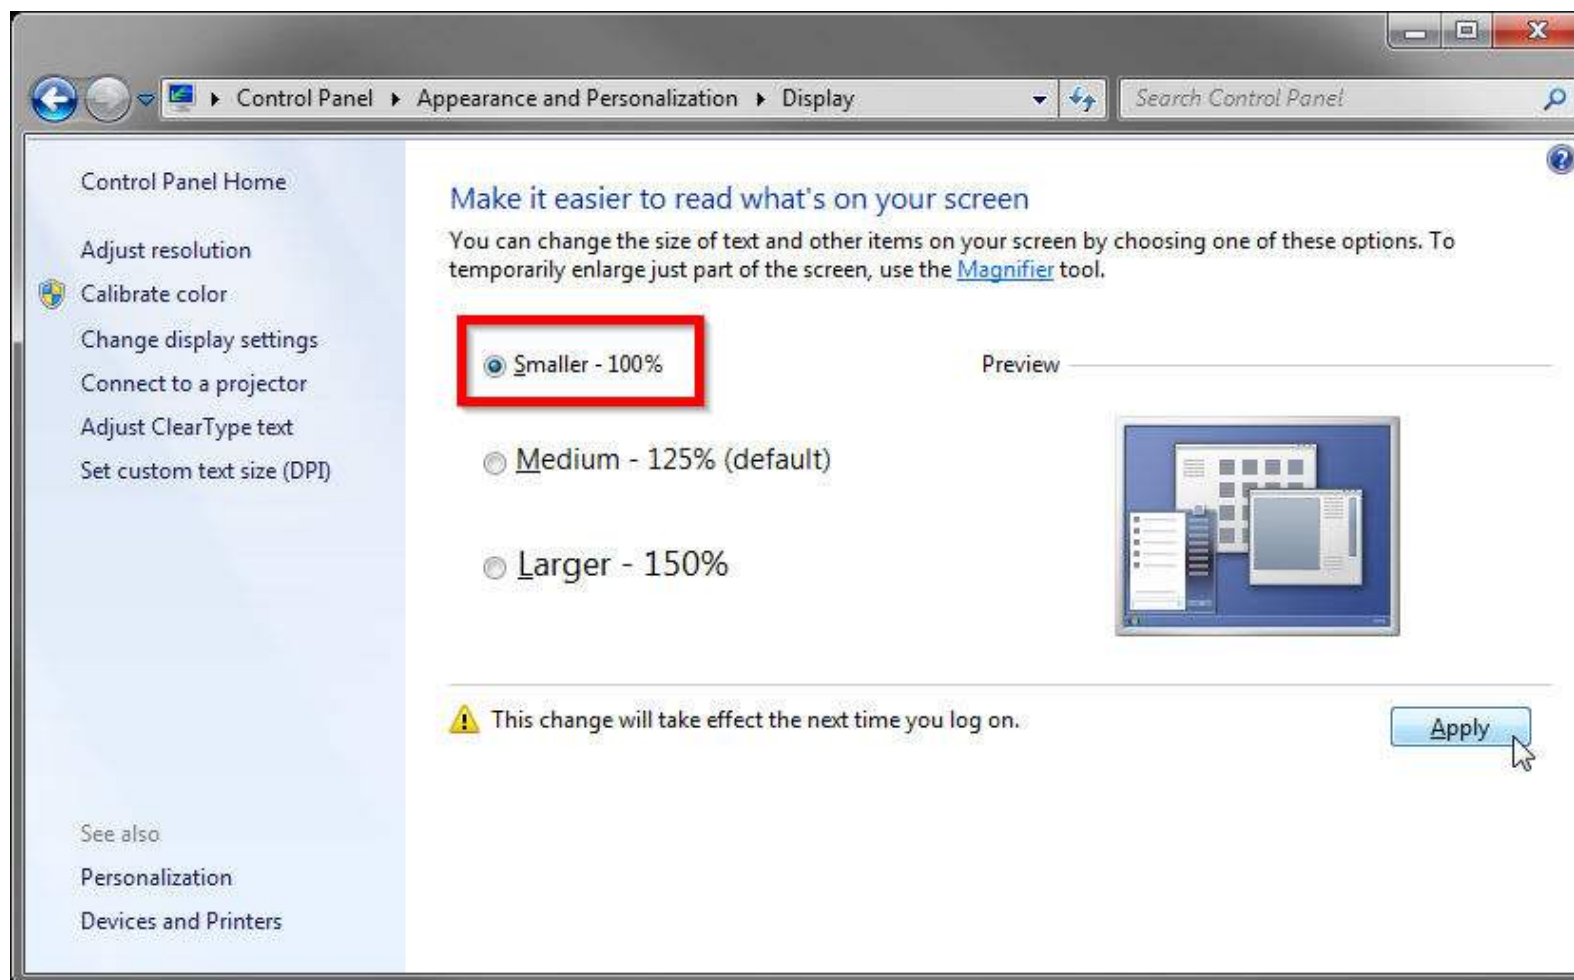 Control Panel ▸ Appearance and Personalization ▸ Display
Search Control Panel
Control Panel Home
Adjust resolution
Calibrate color
Change display settings
Connect to a projector
Adjust ClearType text
Set custom text size (DPI)
See also
Personalization
Devices and Printers
Make it easier to read what's on your screen
You can change the size of text and other items on your screen by choosing one of these options. To
temporarily enlarge just part of the screen, use the Magnifier tool.
Smaller - 100%
Preview
Medium - 125% (default)
Larger - 150%
This change will take effect the next time you log on.
Apply